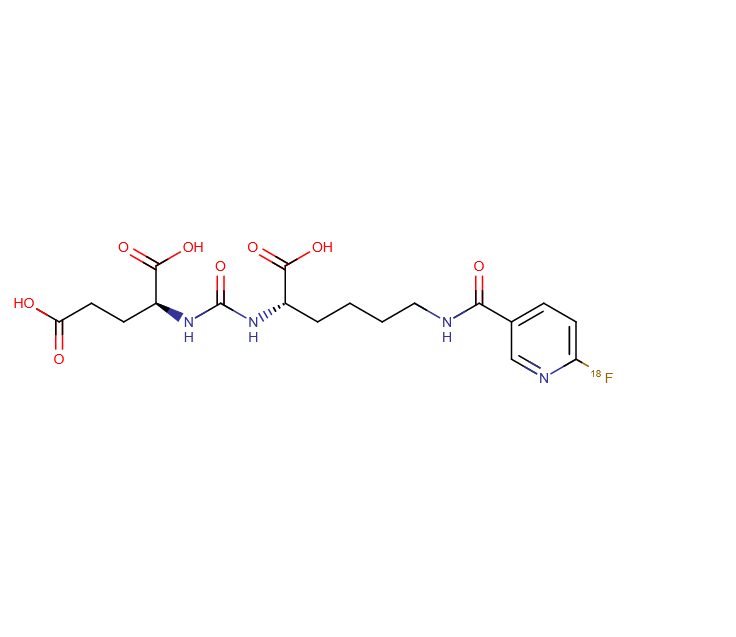 O OH O OH
O O
HO N N N
H H H
O N 18F